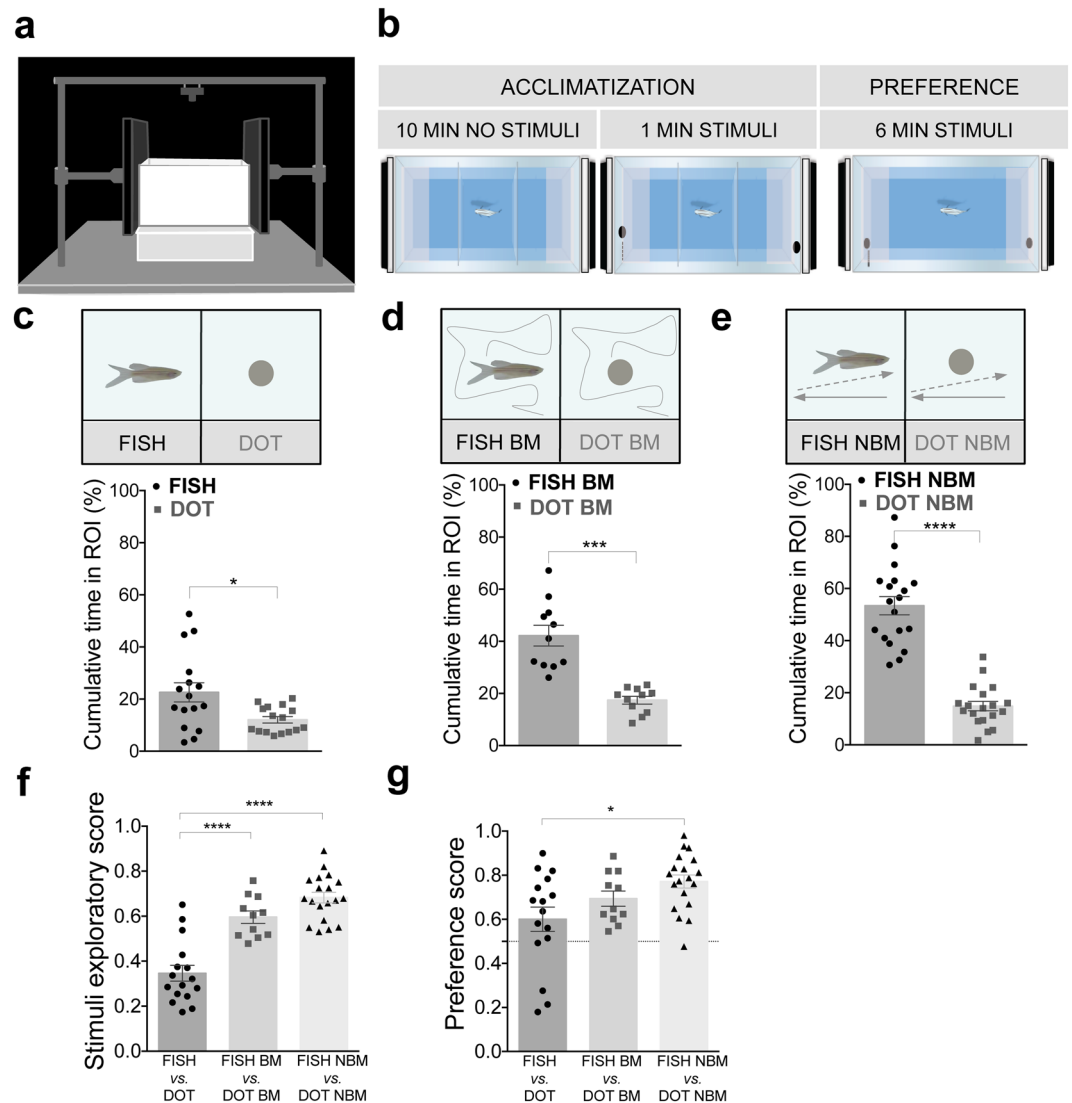 a
b
ACCLIMATIZATION
PREFERENCE
10 MIN NO STIMULI
1 MIN STIMULI
6 MIN STIMULI
c
FISH
DOT
Cumulative time in ROI (%)
100
80
60
40
20
0
FISH
DOT
*
d
FISH BM
DOT BM
Cumulative time in ROI (%)
100
80
60
40
20
0
FISH BM
DOT BM
***
e
FISH NBM
DOT NBM
Cumulative time in ROI (%)
100
80
60
40
20
0
FISH NBM
DOT NBM
****
f
Stimuli exploratory score
1.0
0.8
0.6
0.4
0.2
0.0
****
****
FISH
vs.
DOT
FISH BM
vs.
DOT BM
FISH NBM
vs.
DOT NBM
g
Preference score
1.0
0.8
0.6
0.4
0.2
0.0
*
FISH
vs.
DOT
FISH BM
vs.
DOT BM
FISH NBM
vs.
DOT NBM